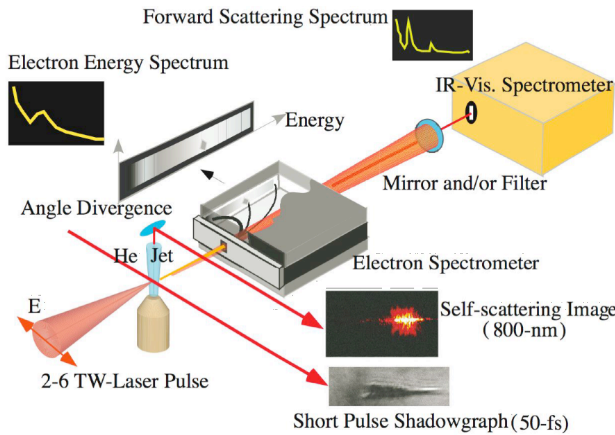 Forward Scattering Spectrum
Electron Energy Spectrum
IR-Vis. Spectrometer
Energy
Mirror and/or Filter
Angle Divergence
He Jet
Electron Spectrometer
E
Self-scattering Image
(800-nm)
2-6 TW-Laser Pulse
Short Pulse Shadowgraph (50-fs)